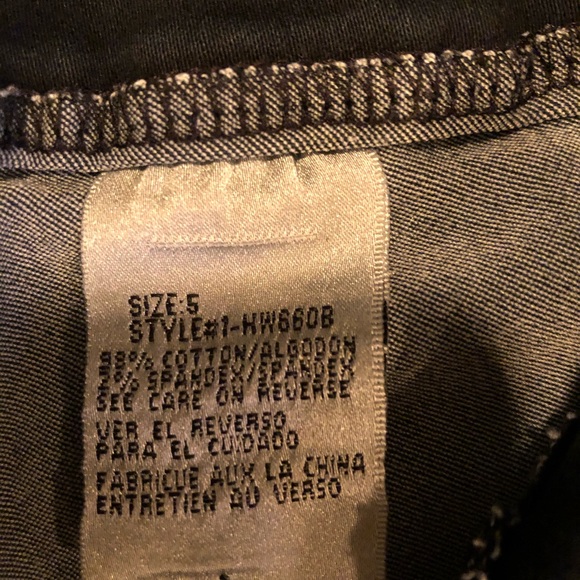 SIZE:5
STYLE#1-HW660B
98% COTTON/ALGODON
2% SPANDEX/SPANDEX
SEE CARE ON REVERSE
VER EL REVERSO
PARA EL CUIDADO
FABRIQUE AUX LA CHINA
ENTRETIEN AU VERSO